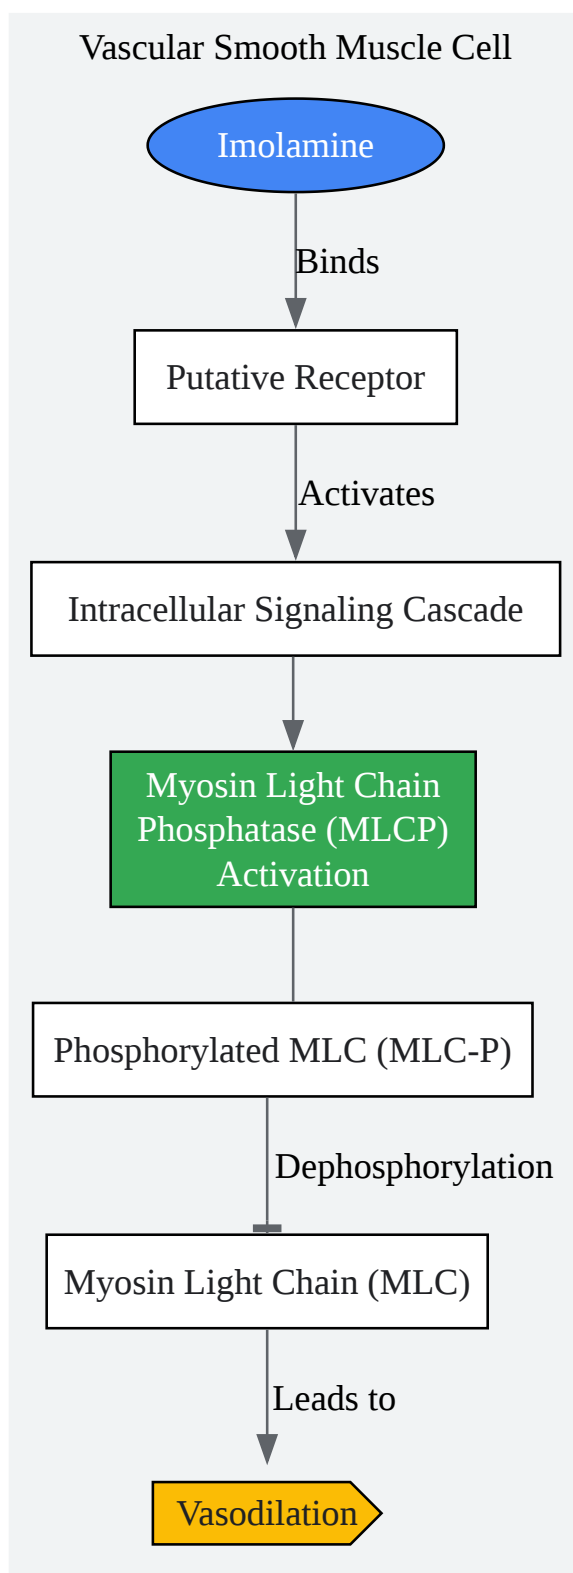 Vascular Smooth Muscle Cell
Imolamine
Binds
Putative Receptor
Activates
Intracellular Signaling Cascade
Myosin Light Chain
Phosphatase (MLCP)
Activation
Phosphorylated MLC (MLC-P)
Dephosphorylation
Myosin Light Chain (MLC)
Leads to
Vasodilation